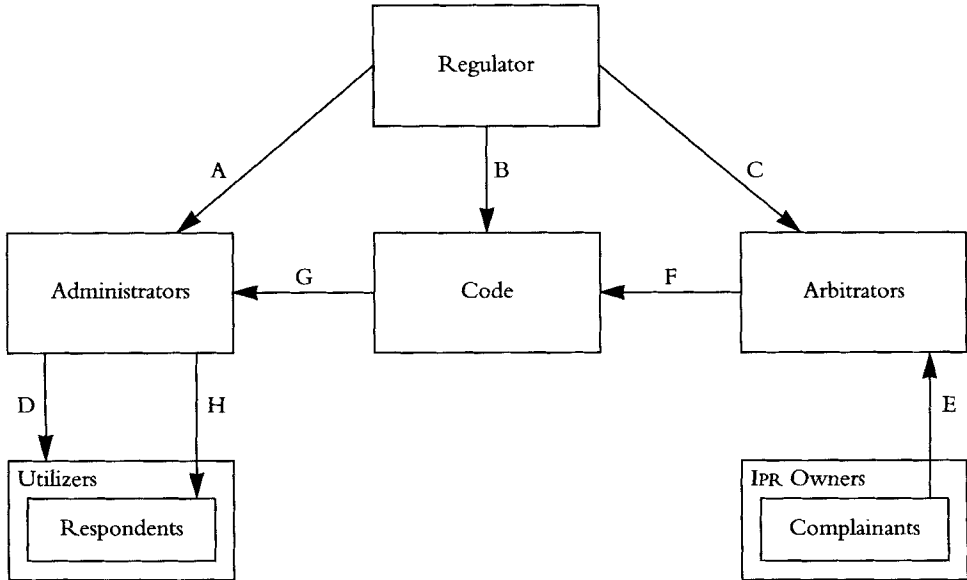 Regulator
A
B
C
Administrators
G
Code
F
Arbitrators
D
H
E
Utilizers
Respondents
IPR Owners
Complainants